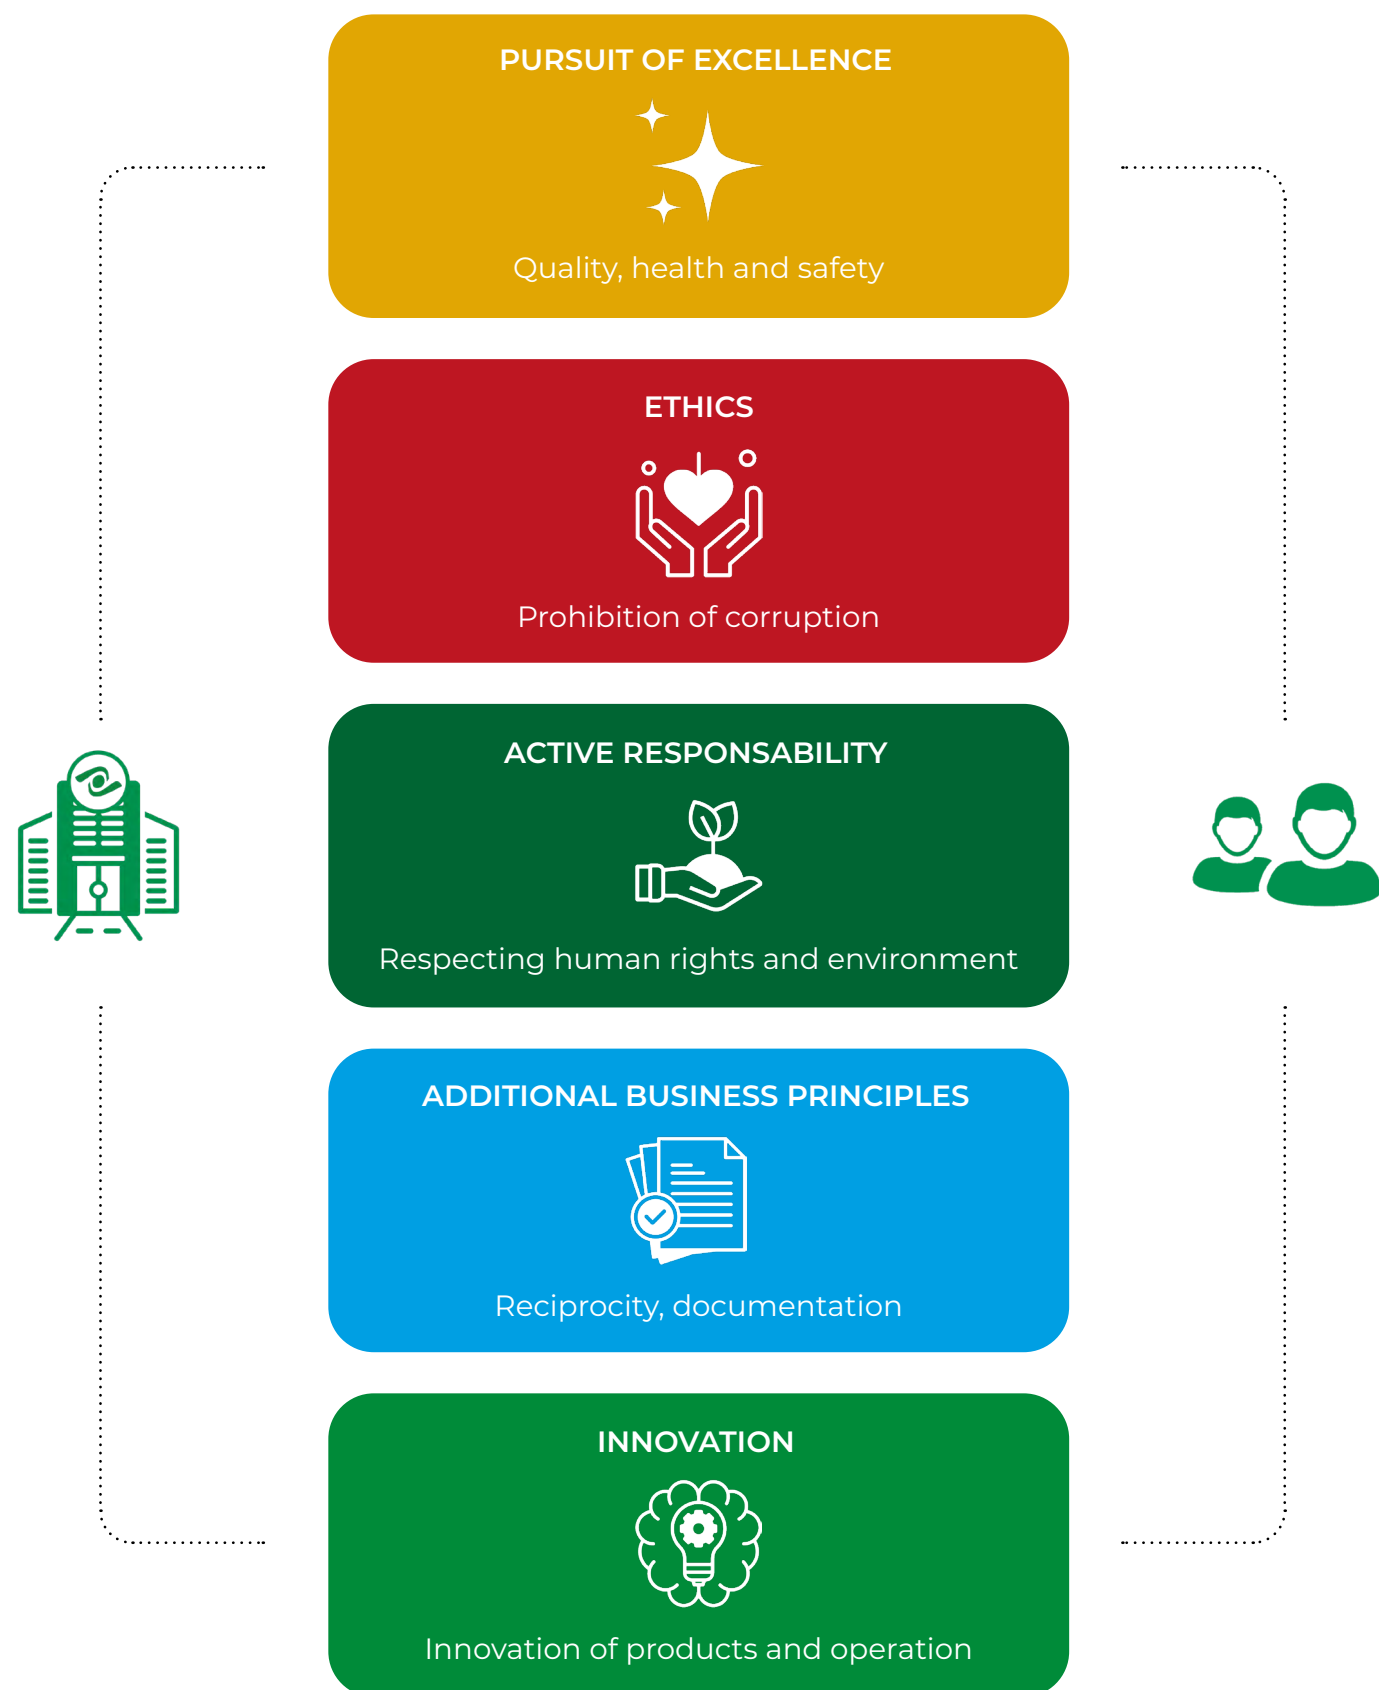 PURSUIT OF EXCELLENCE
Quality, health and safety
ETHICS
Prohibition of corruption
ACTIVE RESPONSABILITY
Respecting human rights and environment
ADDITIONAL BUSINESS PRINCIPLES
Reciprocity, documentation
INNOVATION
Innovation of products and operation